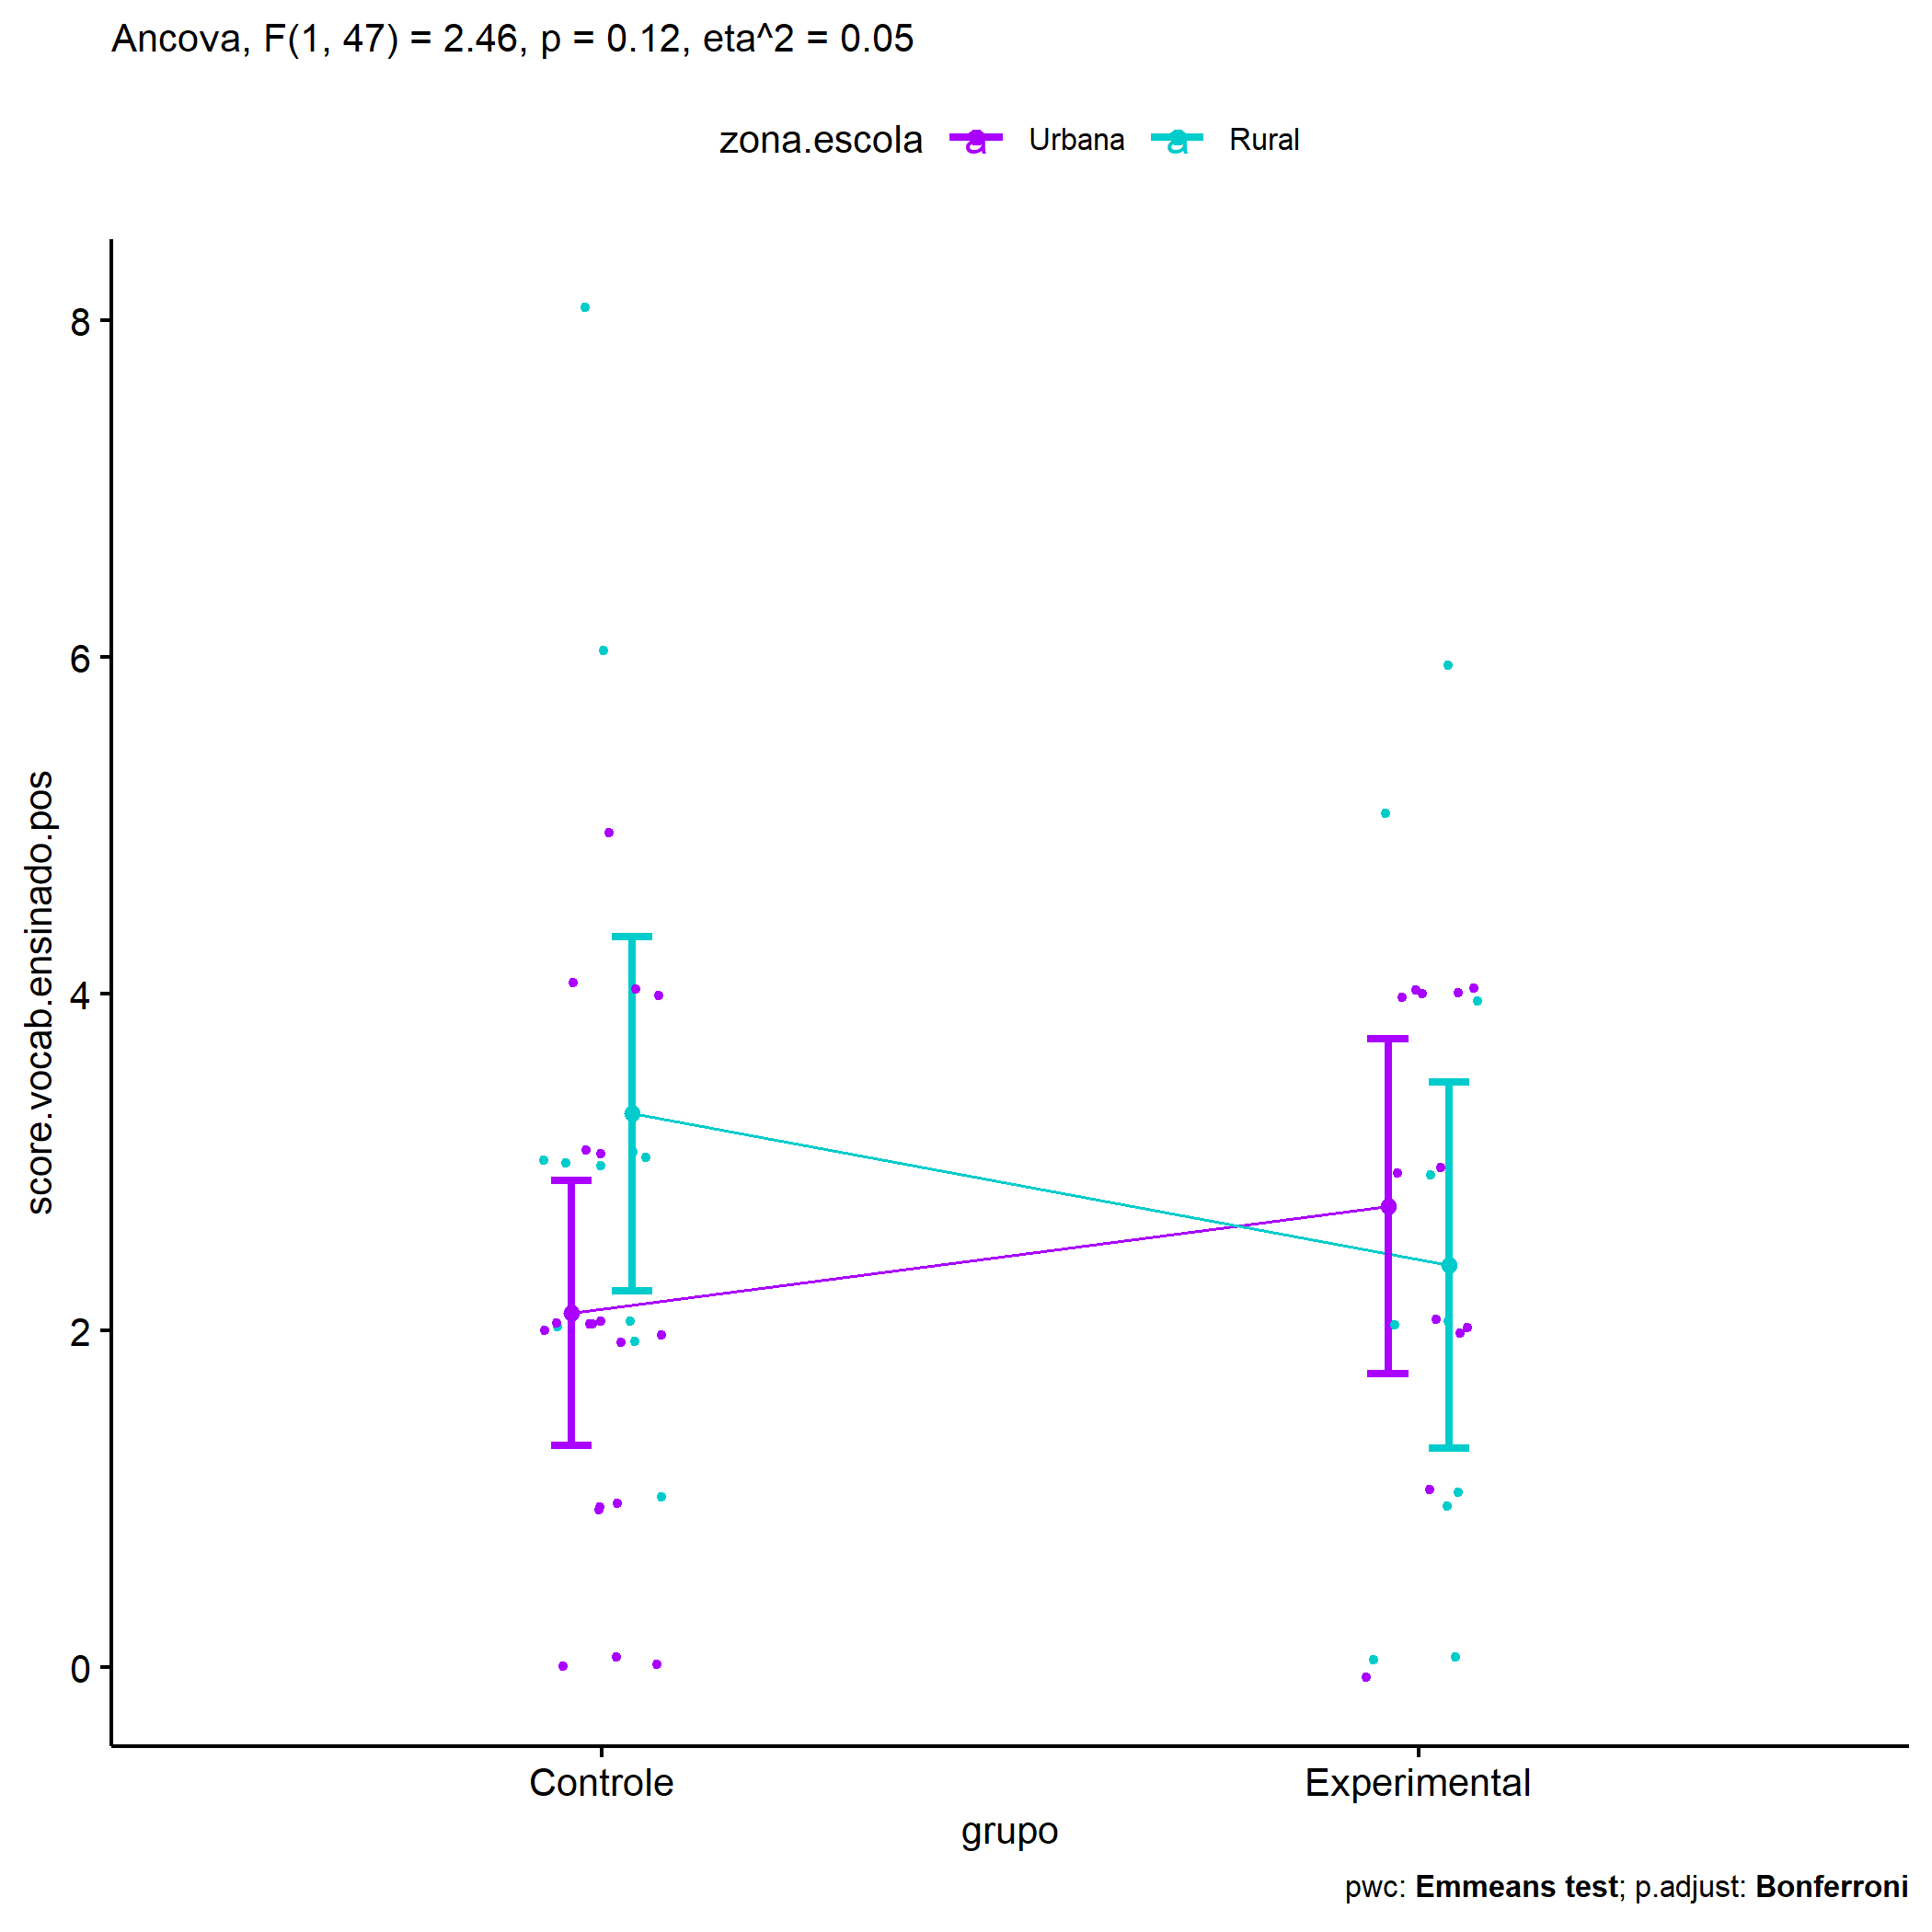 Ancova, F(1, 47) = 2.46, p = 0.12, eta^2 = 0.05
zona.escola a Urbana a Rural
8
6
4
2
0
score.vocab.ensinado.pos
Controle Experimental
grupo
pwc: Emmeans test; p.adjust: Bonferroni